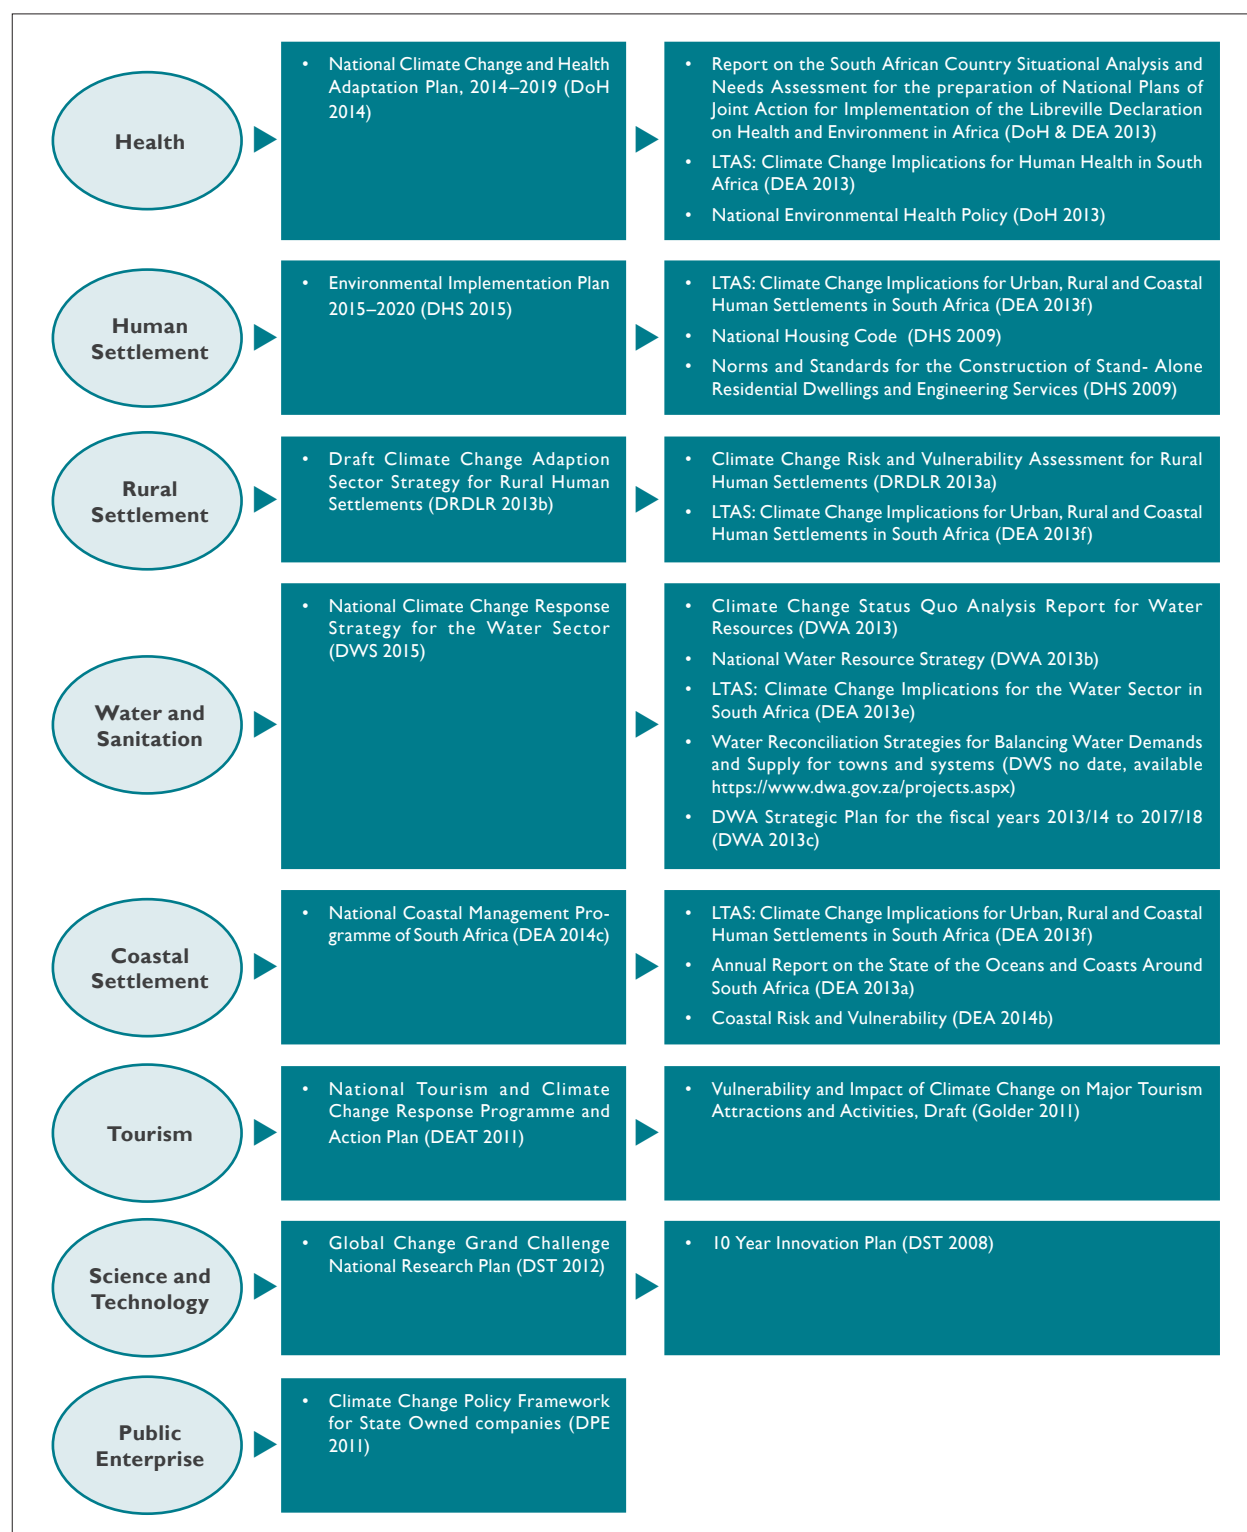 Health
• National Climate Change and Health
Adaptation Plan, 2014–2019 (DoH
2014)
• Report on the South African Country Situational Analysis and
Needs Assessment for the preparation of National Plans of
Joint Action for Implementation of the Libreville Declaration
on Health and Environment in Africa (DoH & DEA 2013)
• LTAS: Climate Change Implications for Human Health in South
Africa (DEA 2013)
• National Environmental Health Policy (DoH 2013)
Human
Settlement
• Environmental Implementation Plan
2015–2020 (DHS 2015)
• LTAS: Climate Change Implications for Urban, Rural and Coastal
Human Settlements in South Africa (DEA 2013f)
• National Housing Code (DHS 2009)
• Norms and Standards for the Construction of Stand- Alone
Residential Dwellings and Engineering Services (DHS 2009)
Rural
Settlement
• Draft Climate Change Adaption
Sector Strategy for Rural Human
Settlements (DRDLR 2013b)
• Climate Change Risk and Vulnerability Assessment for Rural
Human Settlements (DRDLR 2013a)
• LTAS: Climate Change Implications for Urban, Rural and Coastal
Human Settlements in South Africa (DEA 2013f)
Water and
Sanitation
• National Climate Change Response
Strategy for the Water Sector
(DWS 2015)
• Climate Change Status Quo Analysis Report for Water
Resources (DWA 2013)
• National Water Resource Strategy (DWA 2013b)
• LTAS: Climate Change Implications for the Water Sector in
South Africa (DEA 2013e)
• Water Reconciliation Strategies for Balancing Water Demands
and Supply for towns and systems (DWS no date, available
https://www.dwa.gov.za/projects.aspx)
• DWA Strategic Plan for the fiscal years 2013/14 to 2017/18
(DWA 2013c)
Coastal
Settlement
• National Coastal Management Pro-
gramme of South Africa (DEA 2014c)
• LTAS: Climate Change Implications for Urban, Rural and Coastal
Human Settlements in South Africa (DEA 2013f)
• Annual Report on the State of the Oceans and Coasts Around
South Africa (DEA 2013a)
• Coastal Risk and Vulnerability (DEA 2014b)
Tourism
• National Tourism and Climate
Change Response Programme and
Action Plan (DEAT 2011)
• Vulnerability and Impact of Climate Change on Major Tourism
Attractions and Activities, Draft (Golder 2011)
Science and
Technology
• Global Change Grand Challenge
National Research Plan (DST 2012)
• 10 Year Innovation Plan (DST 2008)
Public
Enterprise
• Climate Change Policy Framework
for State Owned companies (DPE
2011)